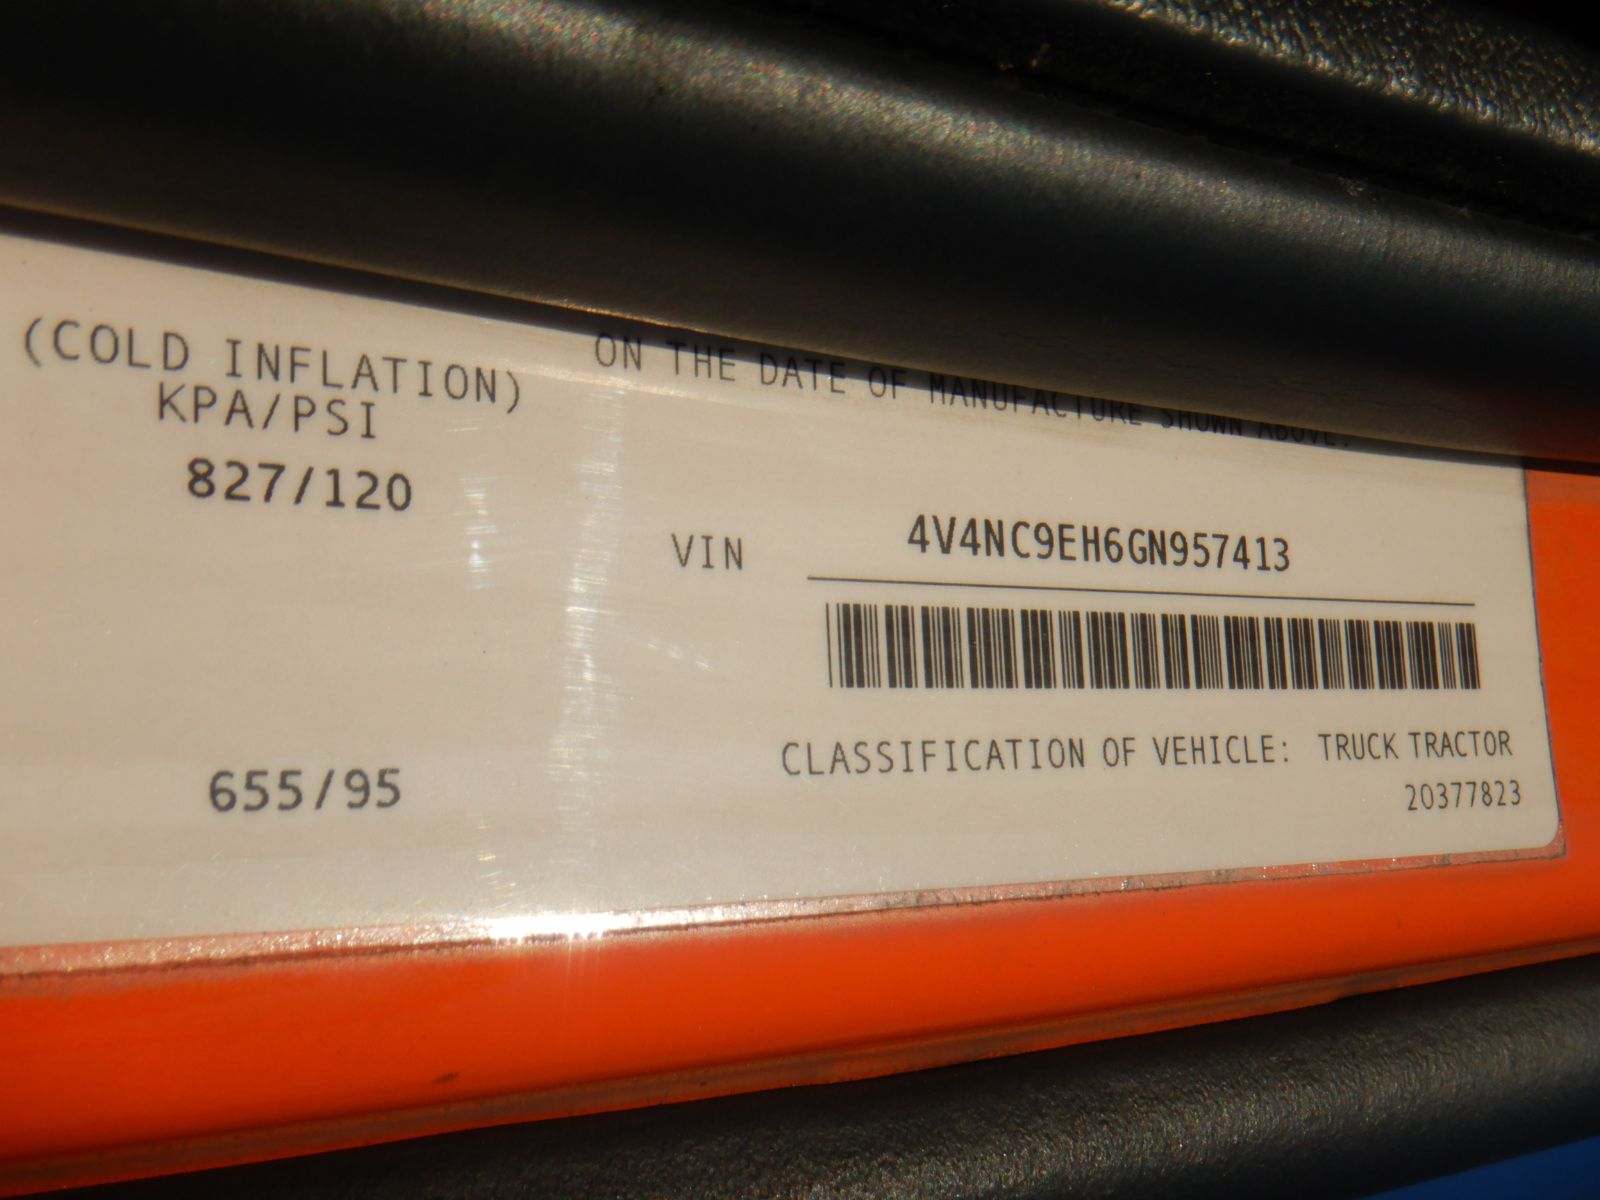 (COLD INFLATION)
KPA/PSI
827/120
655/95
ON THE DATE OF MANUFACTURE SHOWN ABOVE.
VIN 4V4NC9EH6GN957413
CLASSIFICATION OF VEHICLE: TRUCK TRACTOR
20377823